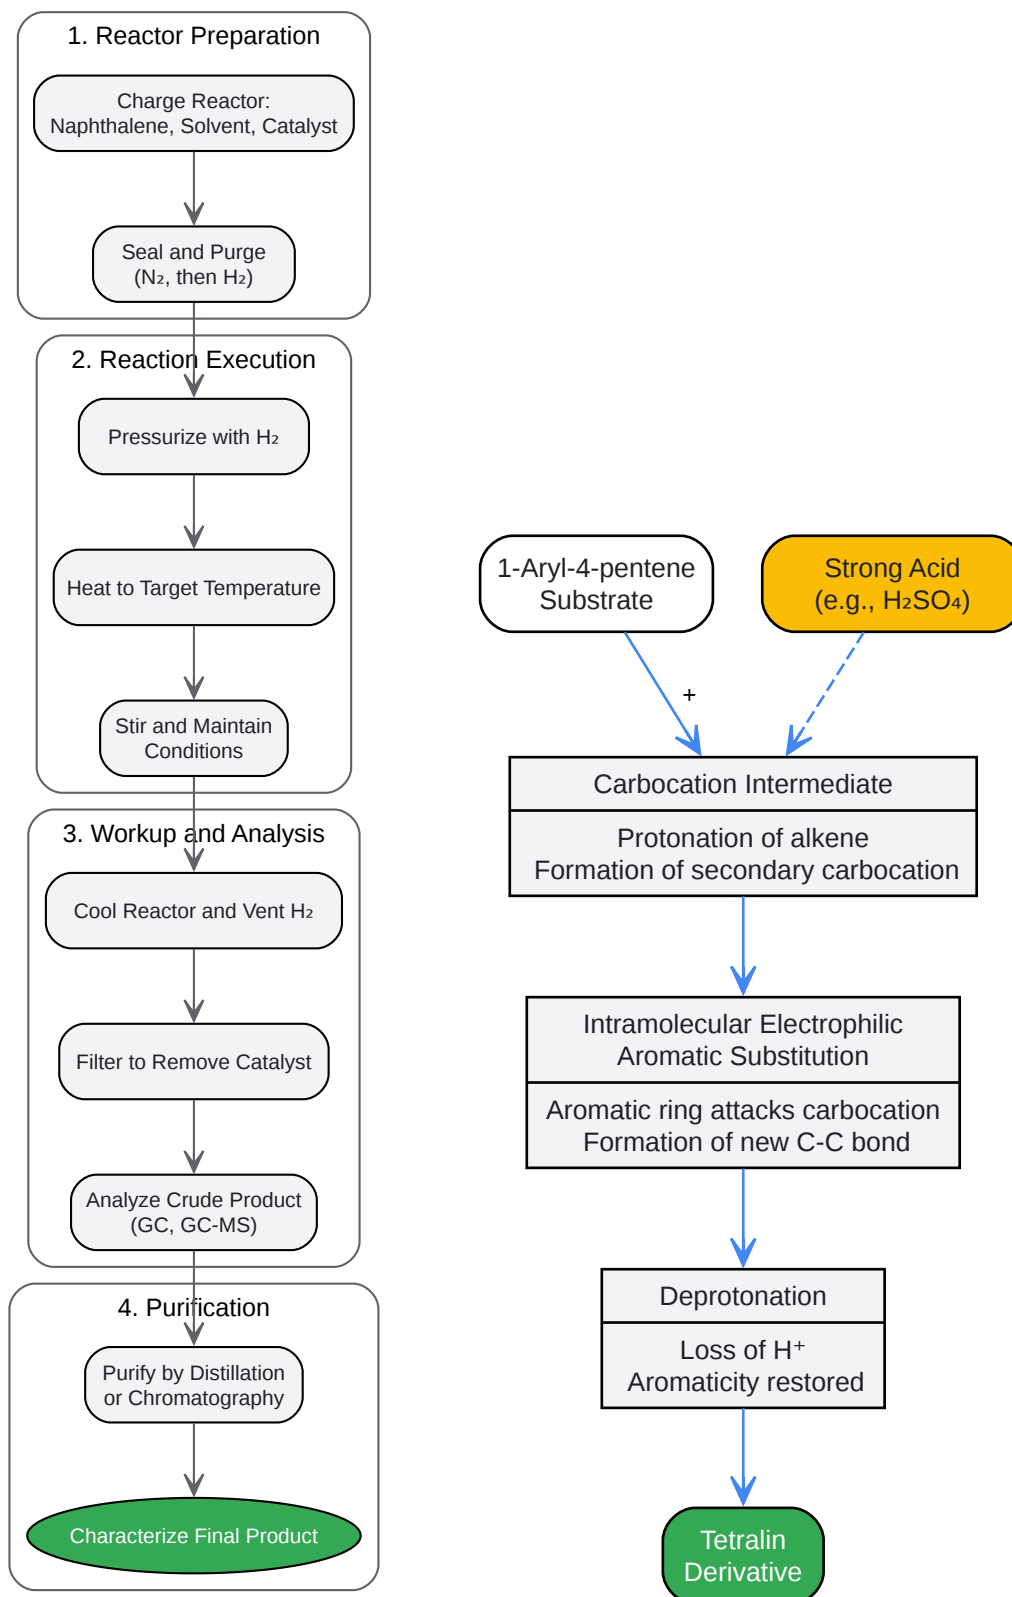 1. Reactor Preparation
Charge Reactor:
Naphthalene, Solvent, Catalyst
Seal and Purge
(N₂, then H₂)
2. Reaction Execution
Pressurize with H₂
Heat to Target Temperature
Stir and Maintain
Conditions
3. Workup and Analysis
Cool Reactor and Vent H₂
Filter to Remove Catalyst
Analyze Crude Product
(GC, GC-MS)
4. Purification
Purify by Distillation
or Chromatography
Characterize Final Product
1-Aryl-4-pentene
Substrate
Strong Acid
(e.g., H₂SO₄)
+
Carbocation Intermediate
Protonation of alkene
Formation of secondary carbocation
Intramolecular Electrophilic
Aromatic Substitution
Aromatic ring attacks carbocation
Formation of new C-C bond
Deprotonation
Loss of H⁺
Aromaticity restored
Tetralin
Derivative